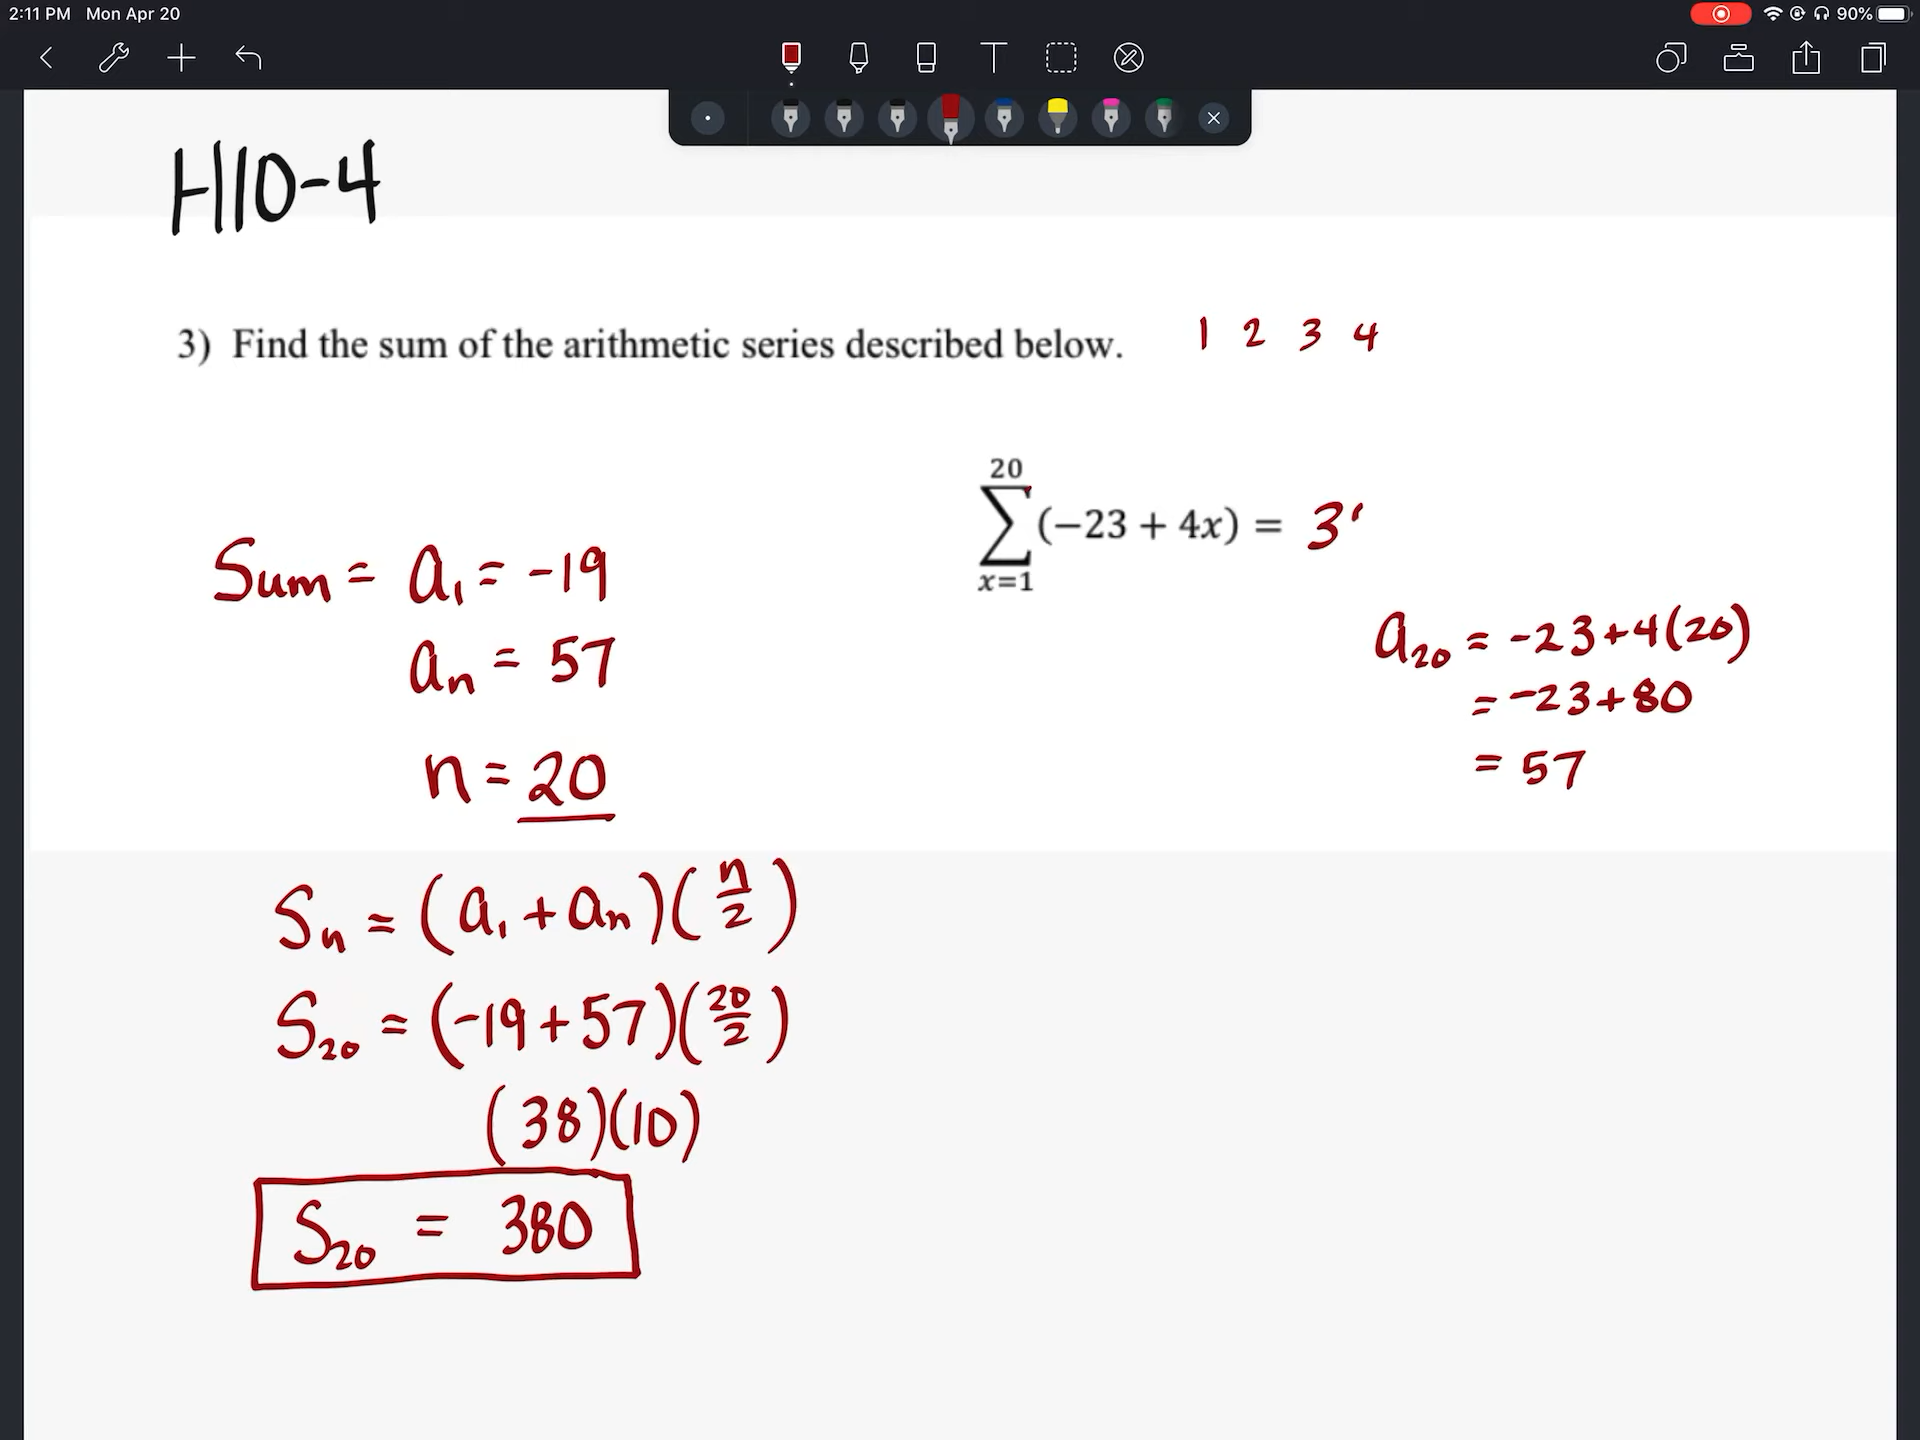 2:11 PM Mon Apr 20
90%
H10-4
3) Find the sum of the arithmetic series described below.
1 2 3 4
20
∑(−23 + 4x) = 3'
x=1
Sum = a₁ = -19
aₙ = 57
n = 20
a₂₀ = -23+4(20)
= -23+80
= 57
Sₙ = (a₁ + aₙ)(n/2)
S₂₀ = (-19+57)(20/2)
(38)(10)
S₂₀ = 380